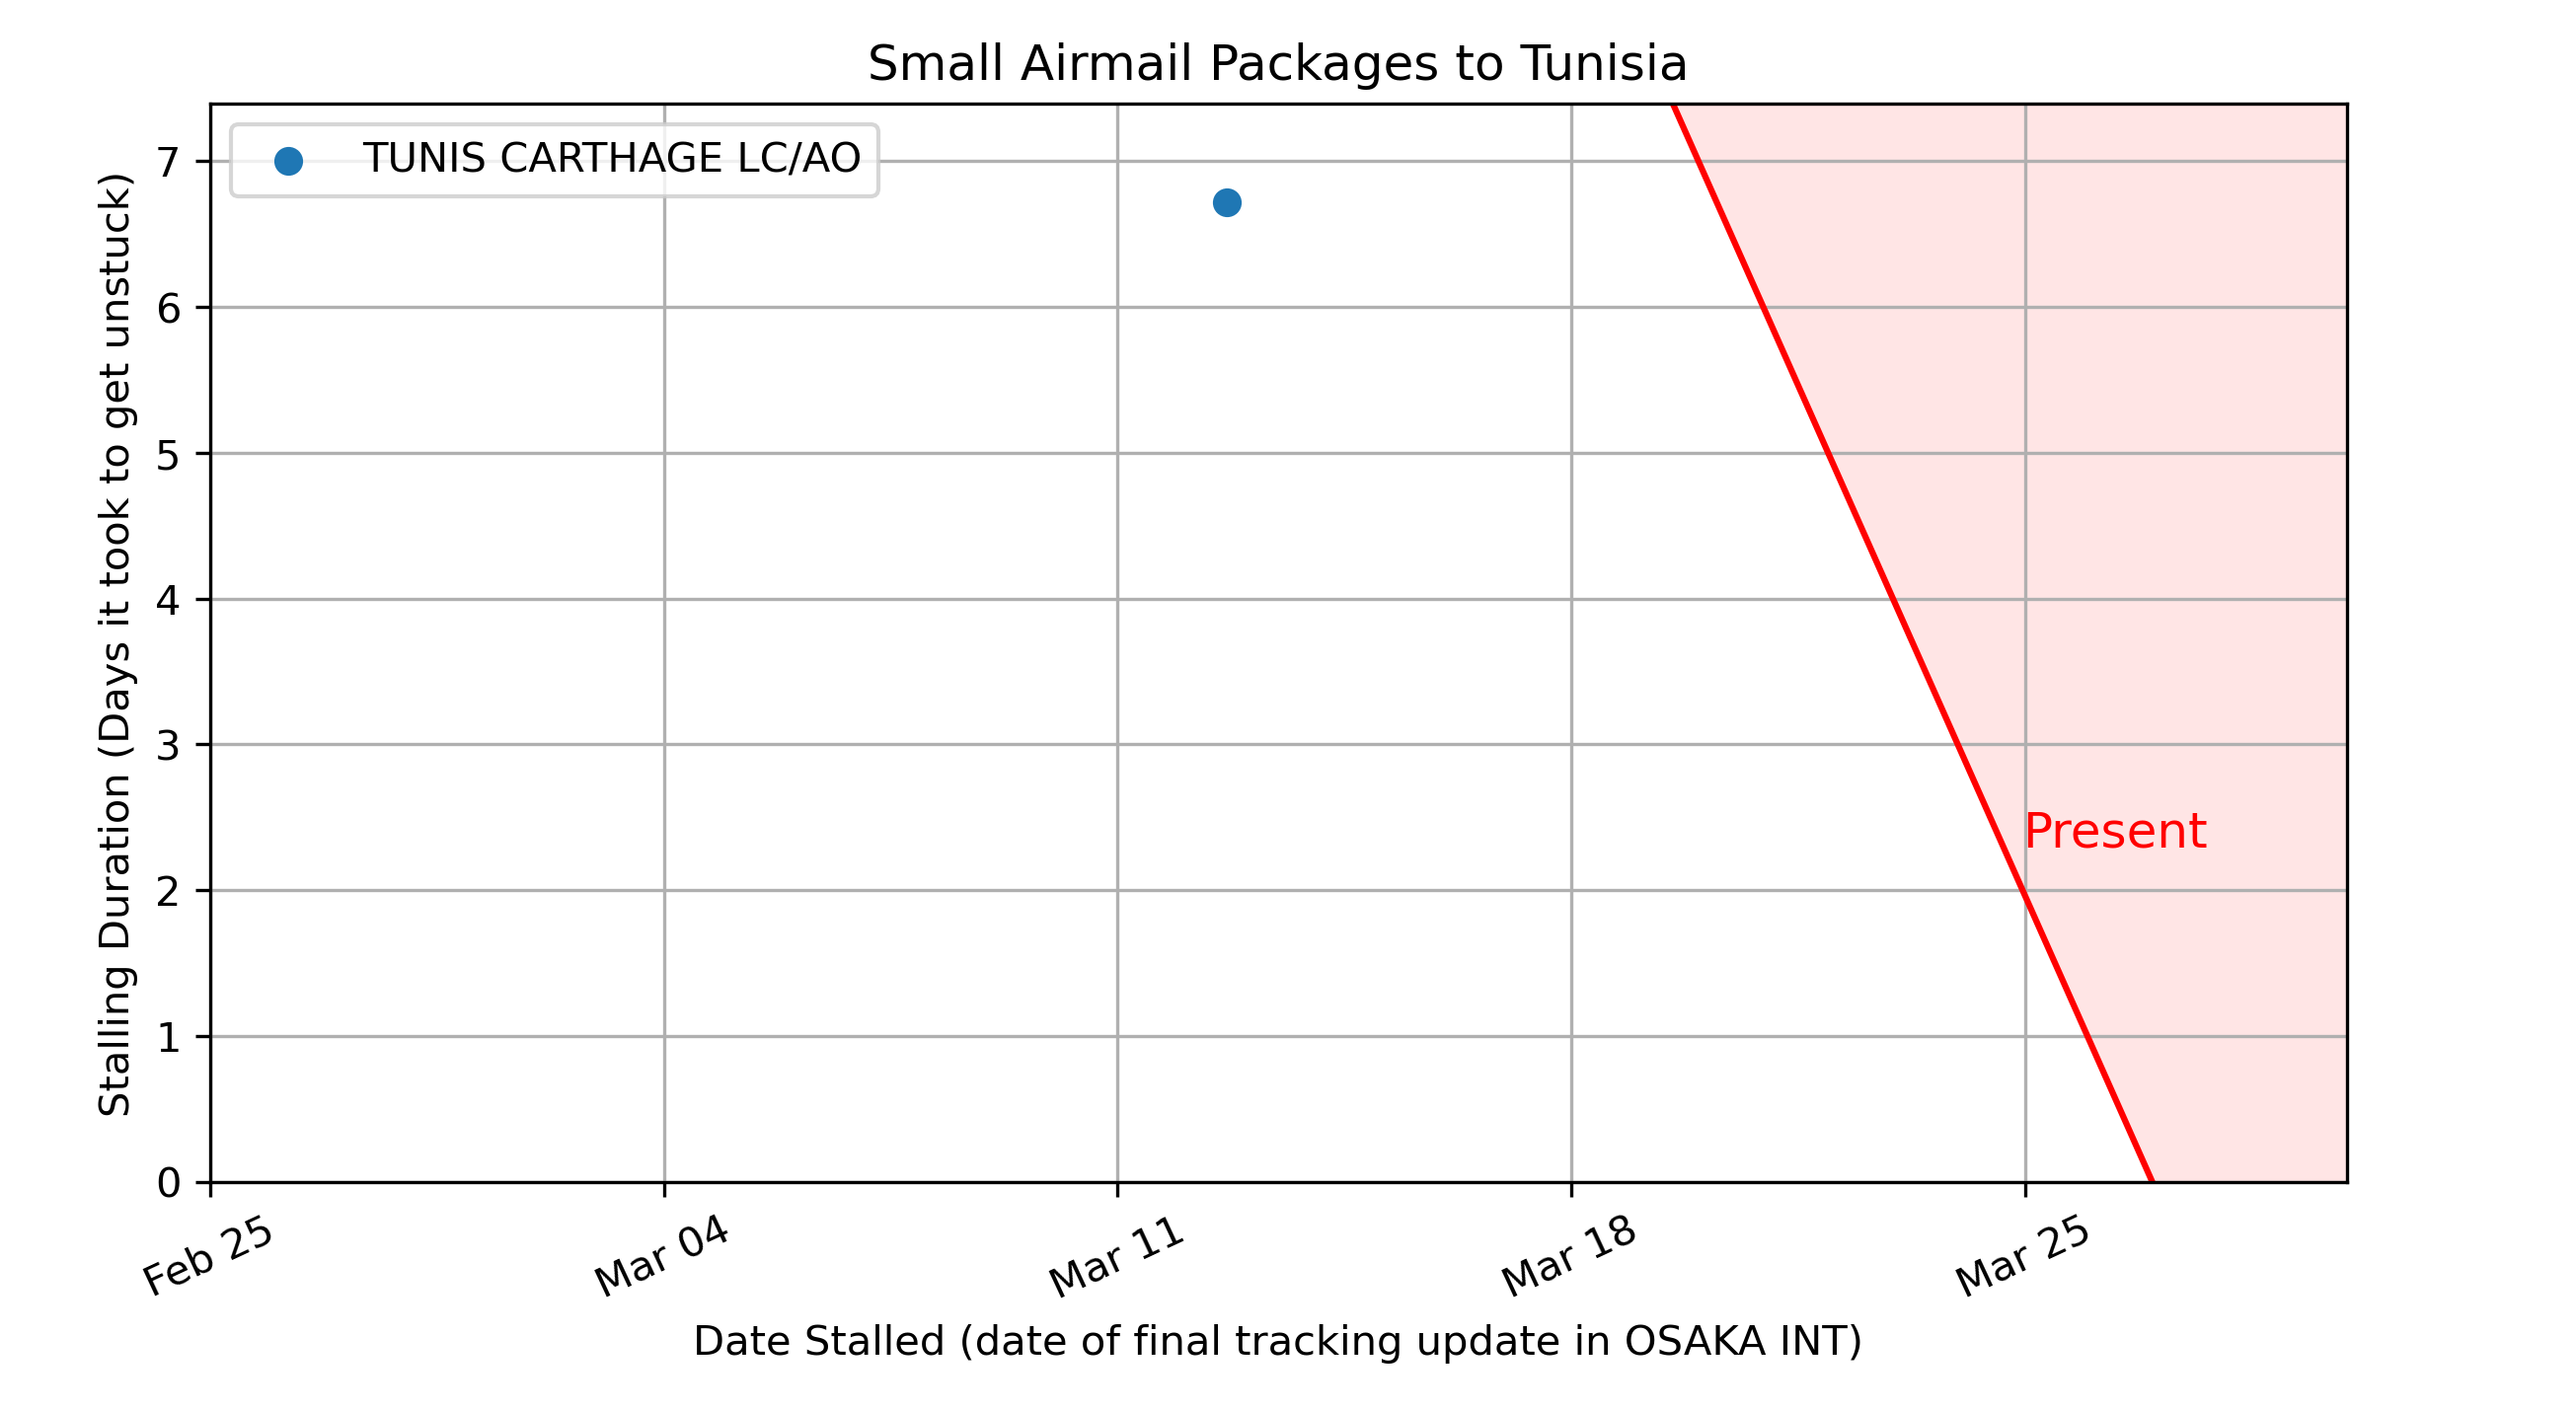 Small Airmail Packages to Tunisia
TUNIS CARTHAGE LC/AO
Stalling Duration (Days it took to get unstuck)
7
6
5
4
3
2
1
0
Present
Feb 25
Mar 04
Mar 11
Mar 18
Mar 25
Date Stalled (date of final tracking update in OSAKA INT)